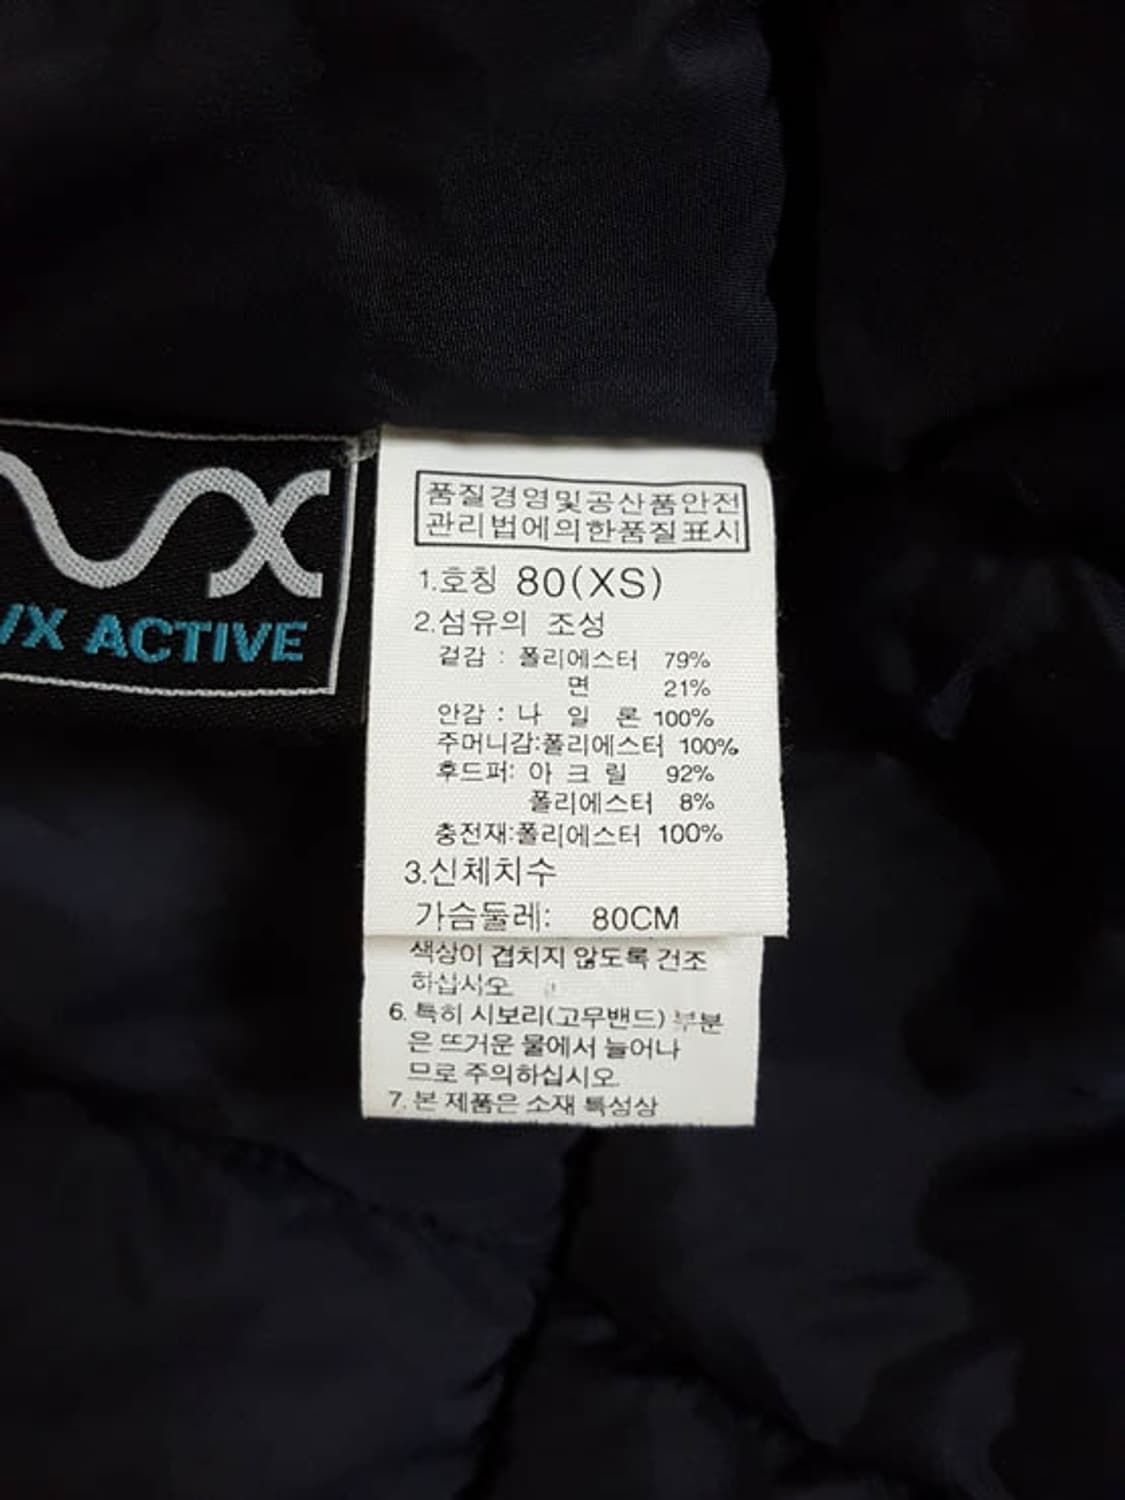 VX
VX ACTIVE
품질경영및공산품안전
관리법에의한품질표시
1.호칭 80(XS)
2.섬유의 조성
겉감 : 폴리에스터 79%
면 21%
안감 : 나 일 론 100%
주머니감:폴리에스터 100%
후드퍼: 아 크 릴 92%
폴리에스터 8%
충전재:폴리에스터 100%
3.신체치수
가슴둘레: 80CM
색상이 겹치지 않도록 건조
하십시오.
6. 특히 시보리(고무밴드) 부분
은 뜨거운 물에서 늘어나
므로 주의하십시오.
7. 본 제품은 소재 특성상